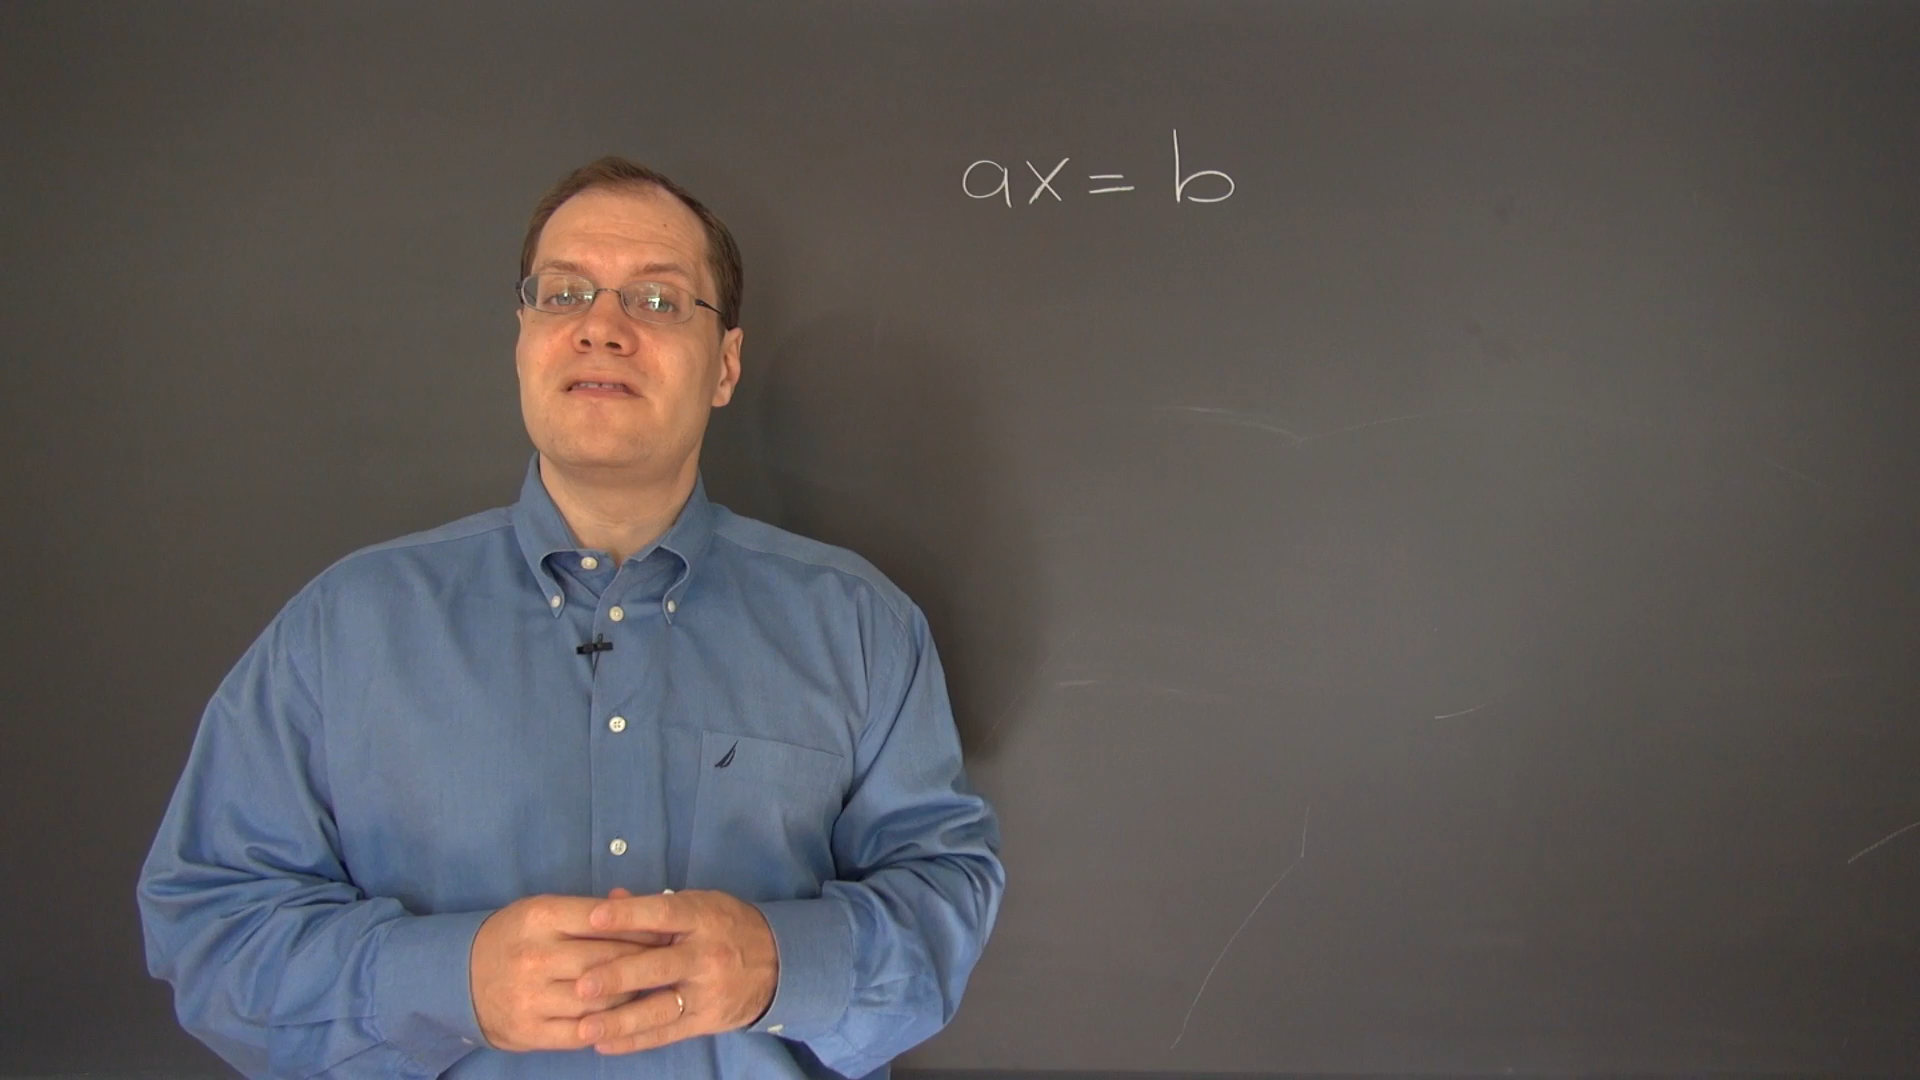 ax = b